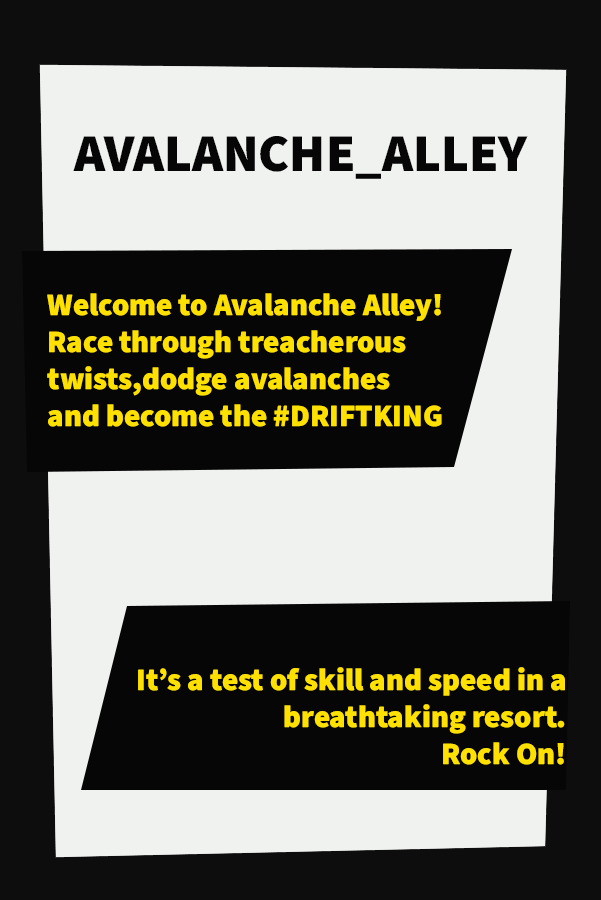 AVALANCHE_ALLEY
Welcome to Avalanche Alley!
Race through treacherous
twists,dodge avalanches
and become the #DRIFTKING
It’s a test of skill and speed in a
breathtaking resort.
Rock On!